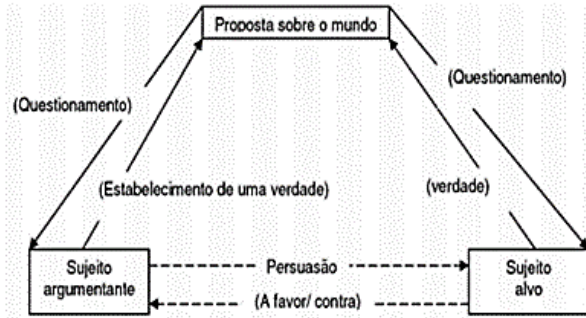 Proposta sobre o mundo
(Questionamento)
(Questionamento)
(Estabelecimento de uma verdade)
(verdade)
Sujeito
argumentante
Persuasão
(A favor/ contra)
Sujeito
alvo